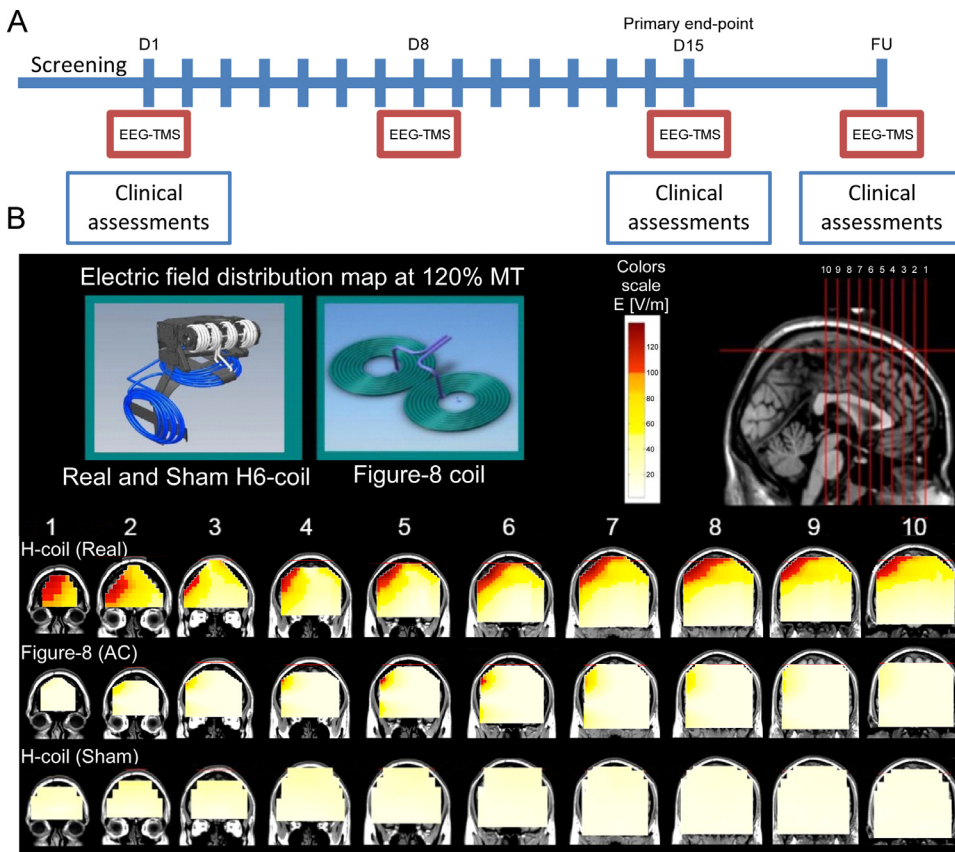 A
Primary end-point
D1
D8
D15
FU
Screening
EEG-TMS
EEG-TMS
EEG-TMS
EEG-TMS
Clinical
assessments
Clinical
assessments
Clinical
assessments
B
Electric field distribution map at 120% MT
Real and Sham H6-coil
Figure-8 coil
Colors
scale
E [V/m]
120
100
80
60
40
20
10 9 8 7 6 5 4 3 2 1
1 2 3 4 5 6 7 8 9 10
H-coil (Real)
Figure-8 (AC)
H-coil (Sham)